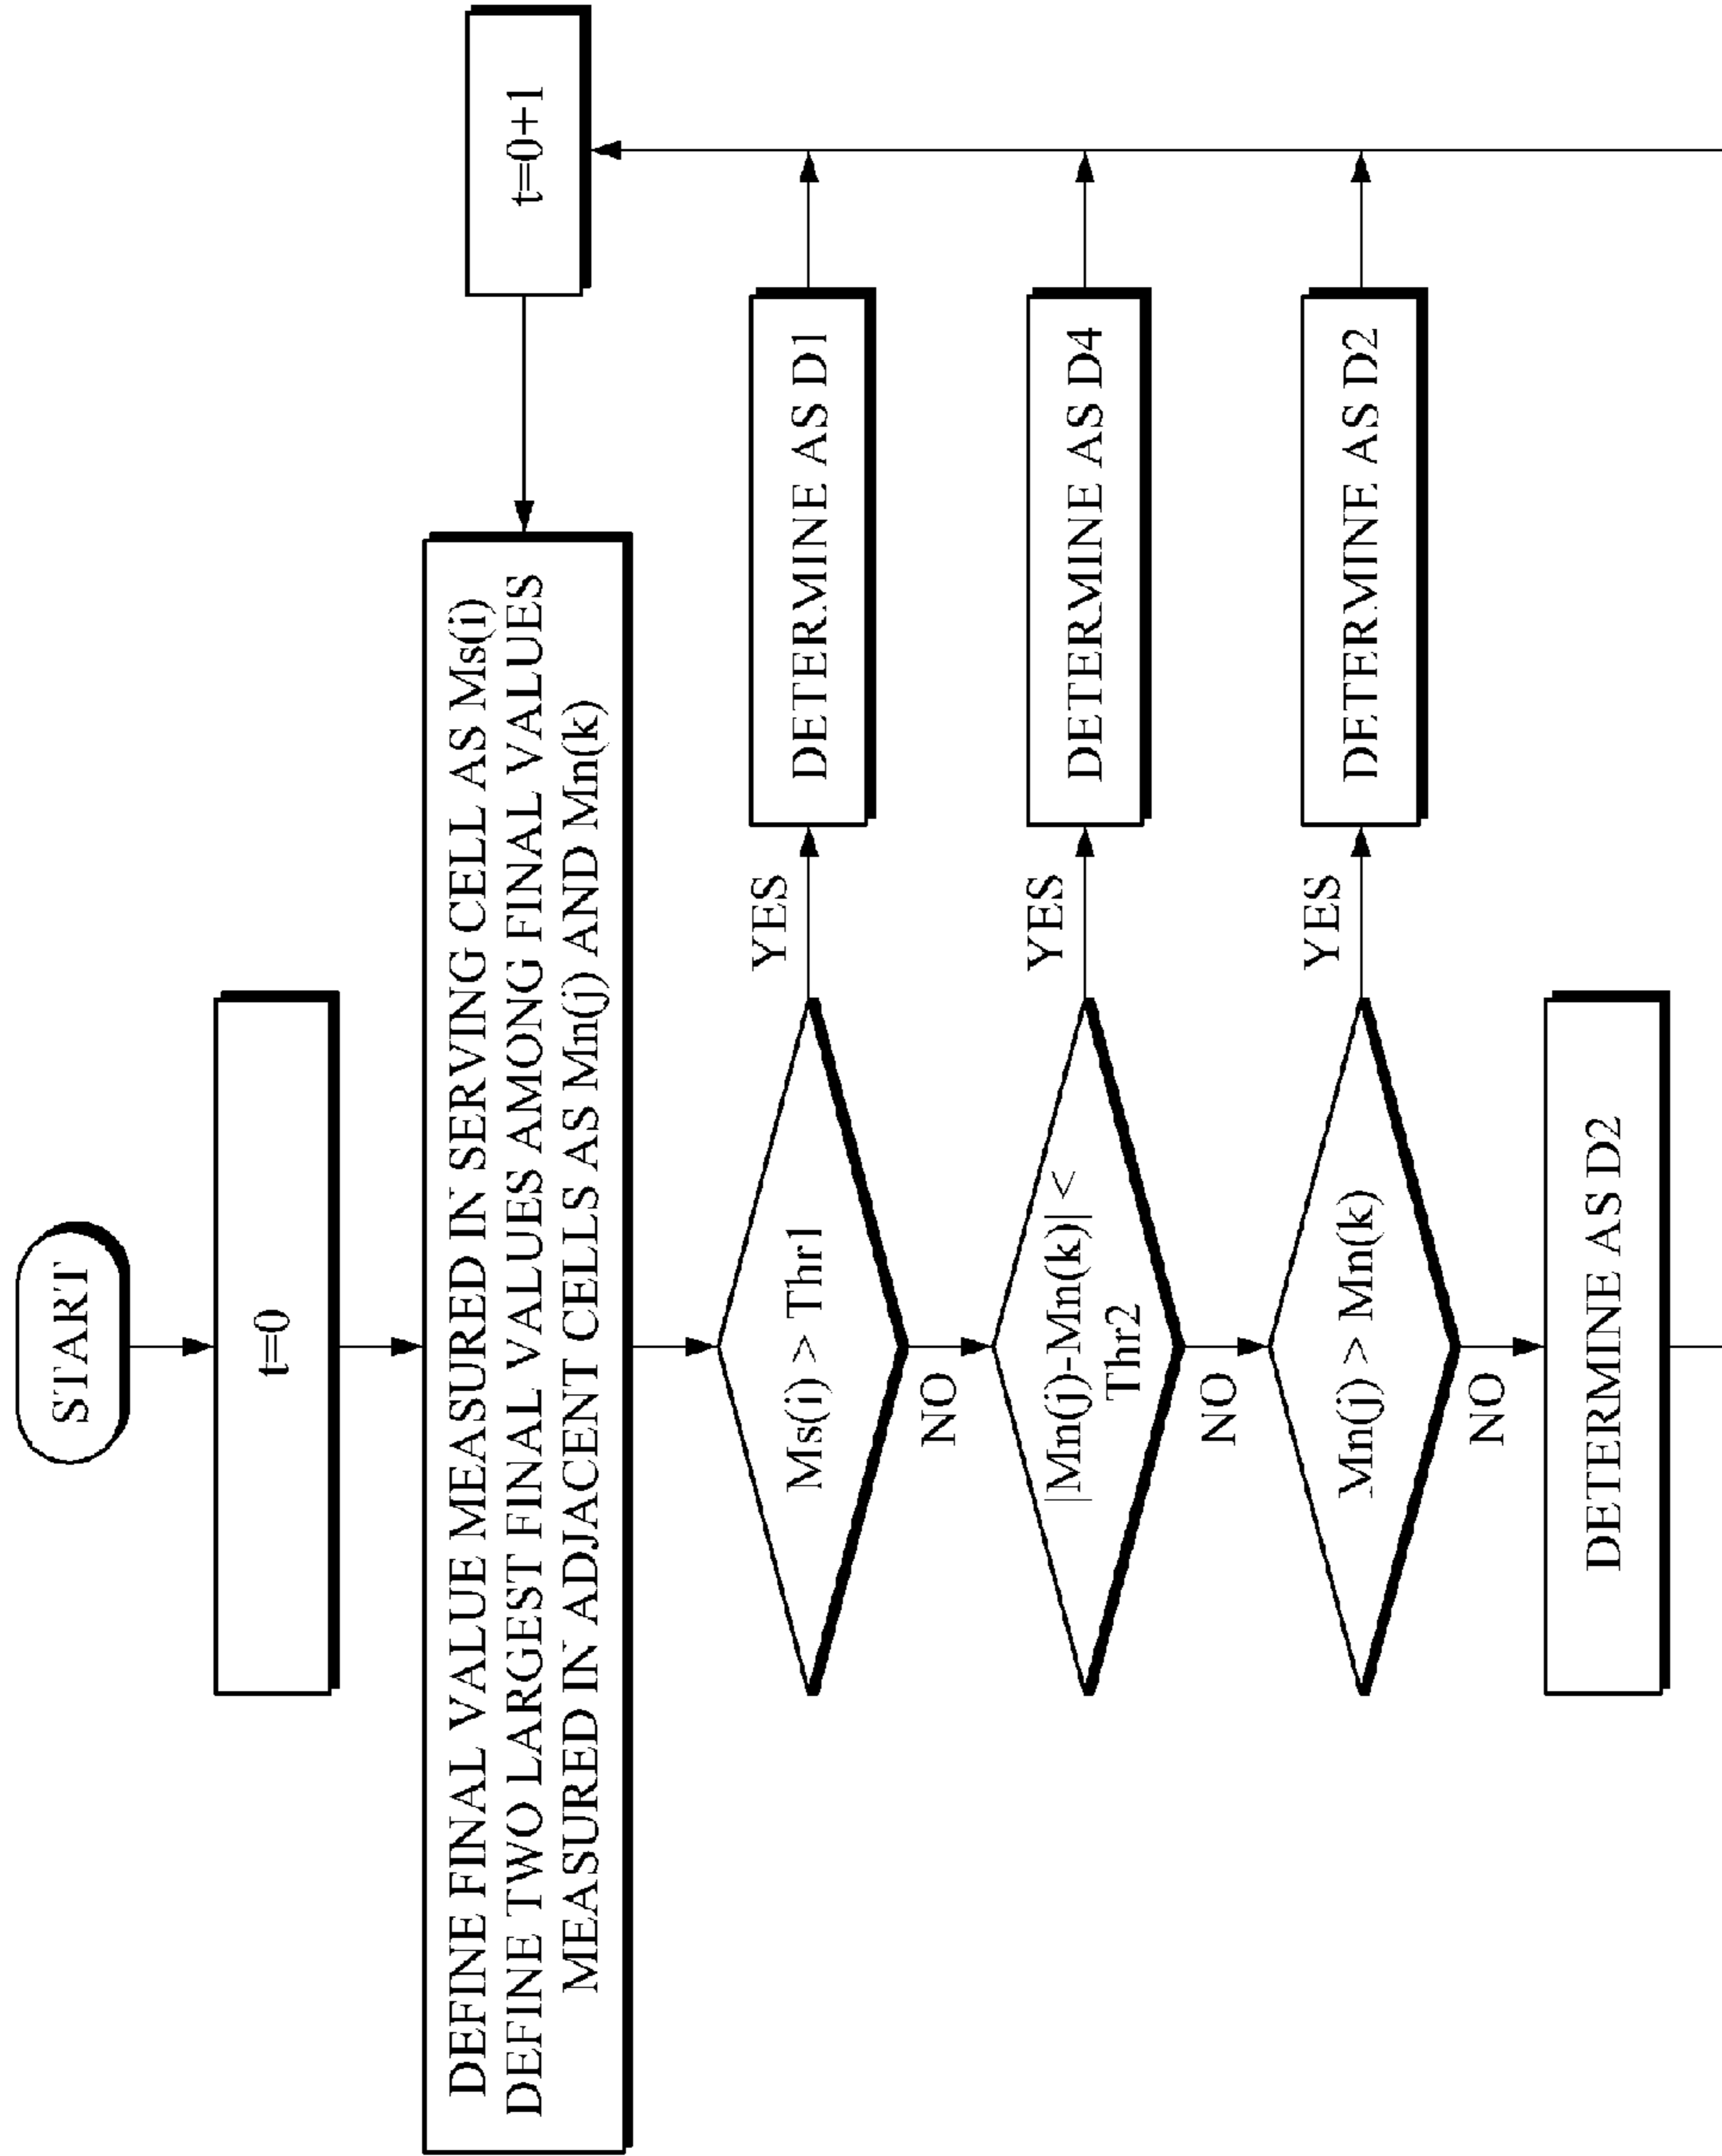 START
t=0
t=0+1
DEFINE FINAL VALUE MEASURED IN SERVING CELL AS Ms(i)
DEFINE TWO LARGEST FINAL VALUES AMONG FINAL VALUES
MEASURED IN ADJACENT CELLS AS Mn(j) AND Mn(k)
Ms(i) > Thr1
YES
DETERMINE AS D1
NO
|Mn(j)-Mn(k)| <
Thr2
YES
DETERMINE AS D4
NO
Mn(j) > Mn(k)
YES
DETERMINE AS D2
NO
DETERMINE AS D2